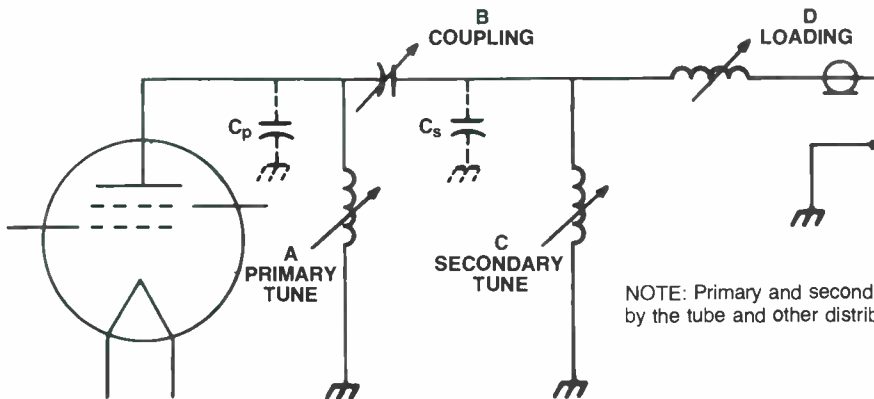 B
COUPLING
D
LOADING
Cp
Cs
A
PRIMARY
TUNE
C
SECONDARY
TUNE
NOTE: Primary and second
by the tube and other distrib